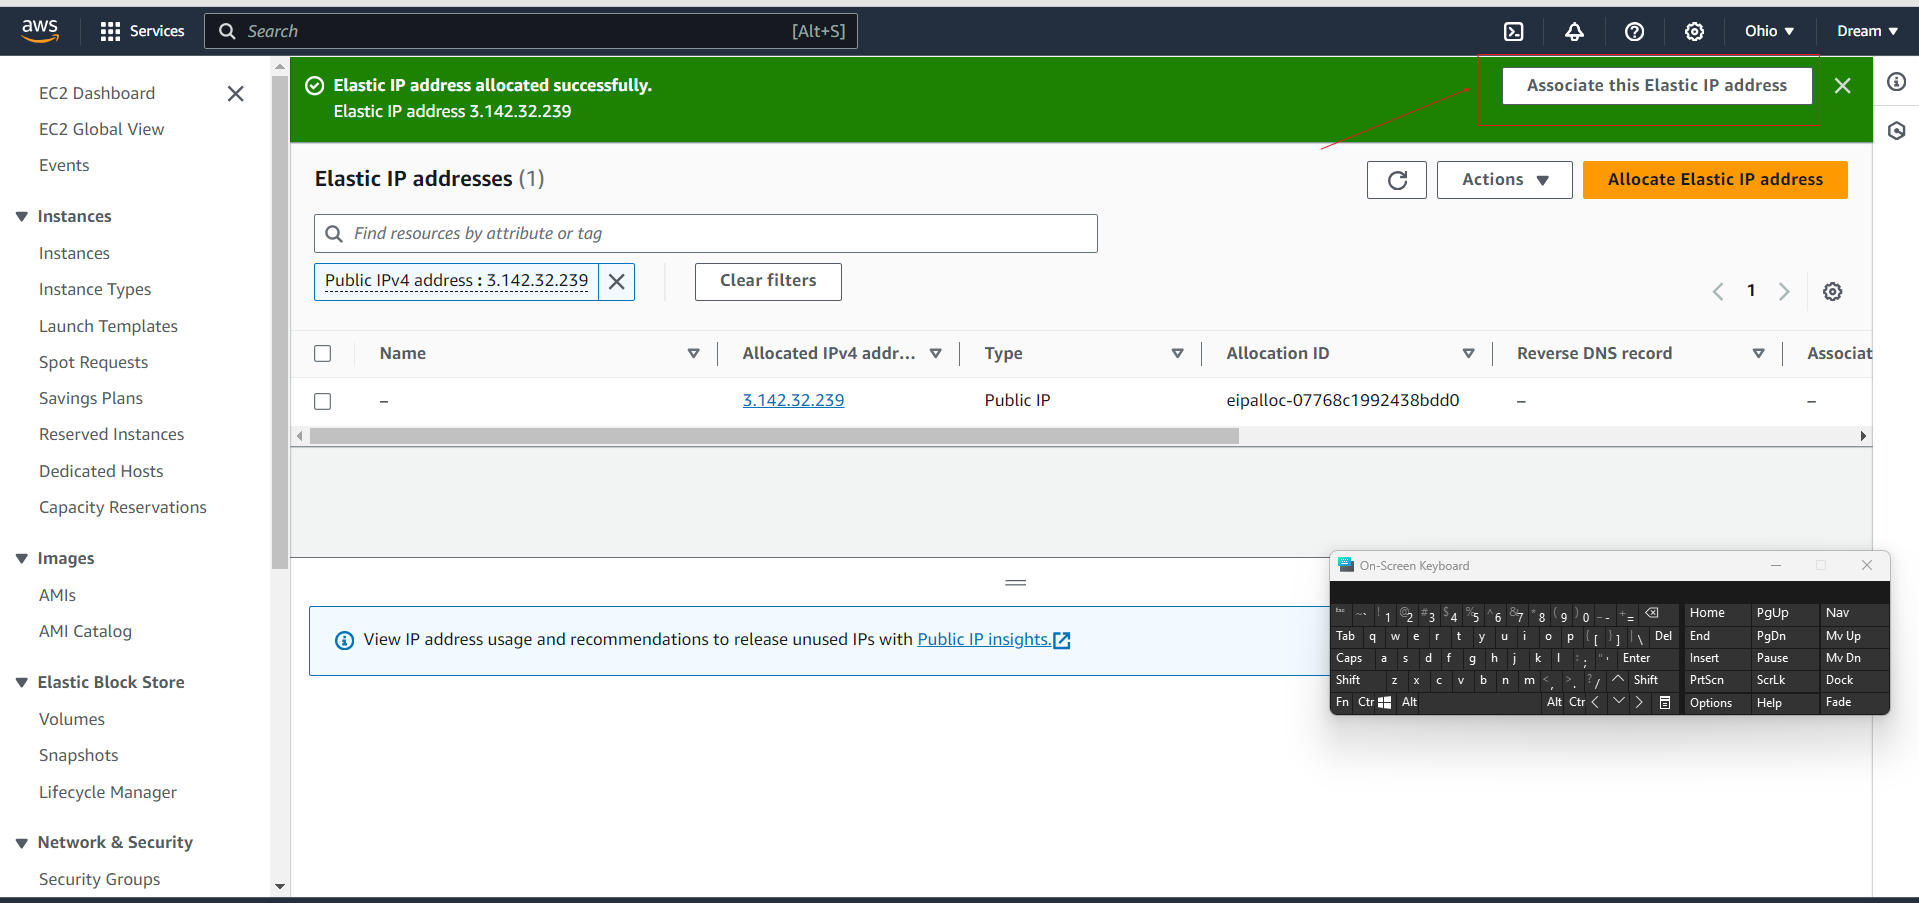 aws
Services
Search [Alt+S]
Ohio
Dream
EC2 Dashboard
EC2 Global View
Events
Instances
Instances
Instance Types
Launch Templates
Spot Requests
Savings Plans
Reserved Instances
Dedicated Hosts
Capacity Reservations
Images
AMIs
AMI Catalog
Elastic Block Store
Volumes
Snapshots
Lifecycle Manager
Network & Security
Security Groups
Elastic IP address allocated successfully.
Elastic IP address 3.142.32.239
Associate this Elastic IP address
Elastic IP addresses (1)
Actions
Allocate Elastic IP address
Find resources by attribute or tag
Public IPv4 address : 3.142.32.239
Clear filters
1
Name Allocated IPv4 addr... Type Allocation ID Reverse DNS record Associat
– 3.142.32.239 Public IP eipalloc-07768c1992438bdd0 – –
View IP address usage and recommendations to release unused IPs with Public IP insights.
On-Screen Keyboard
Esc ~ ` ! 1 @ 2 # 3 $ 4 % 5 ^ 6 & 7 * 8 ( 9 ) 0 _ - + = Home PgUp Nav
Tab q w e r t y u i o p { [ } ] | \ Del End PgDn Mv Up
Caps a s d f g h j k l : ; " ' Enter Insert Pause Mv Dn
Shift z x c v b n m < , > . ? / Shift PrtScn ScrLk Dock
Fn Ctr Alt Alt Ctr Options Help Fade